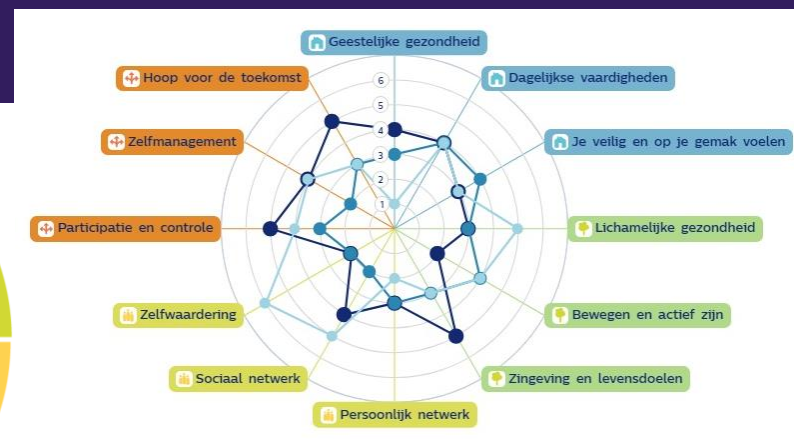 Geestelijke gezondheid
Hoop voor de toekomst
Dagelijkse vaardigheden
Zelfmanagement
Je veilig en op je gemak voelen
Participatie en controle
Lichamelijke gezondheid
Zelfwaardering
Bewegen en actief zijn
Sociaal netwerk
Zingeving en levensdoelen
Persoonlijk netwerk
6
5
4
3
2
1